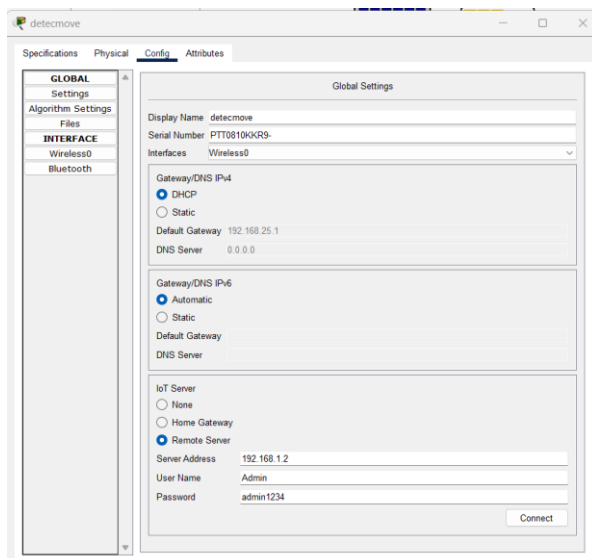 detecmove
Specifications Physical Config Attributes
GLOBAL
Settings
Algorithm Settings
Files
INTERFACE
Wireless0
Bluetooth
Global Settings
Display Name detecmove
Serial Number PTT0810KKR9-
Interfaces Wireless0
Gateway/DNS IPv4
DHCP
Static
Default Gateway 192.168.25.1
DNS Server 0.0.0.0
Gateway/DNS IPv6
Automatic
Static
Default Gateway
DNS Server
IoT Server
None
Home Gateway
Remote Server
Server Address 192.168.1.2
User Name Admin
Password admin1234
Connect